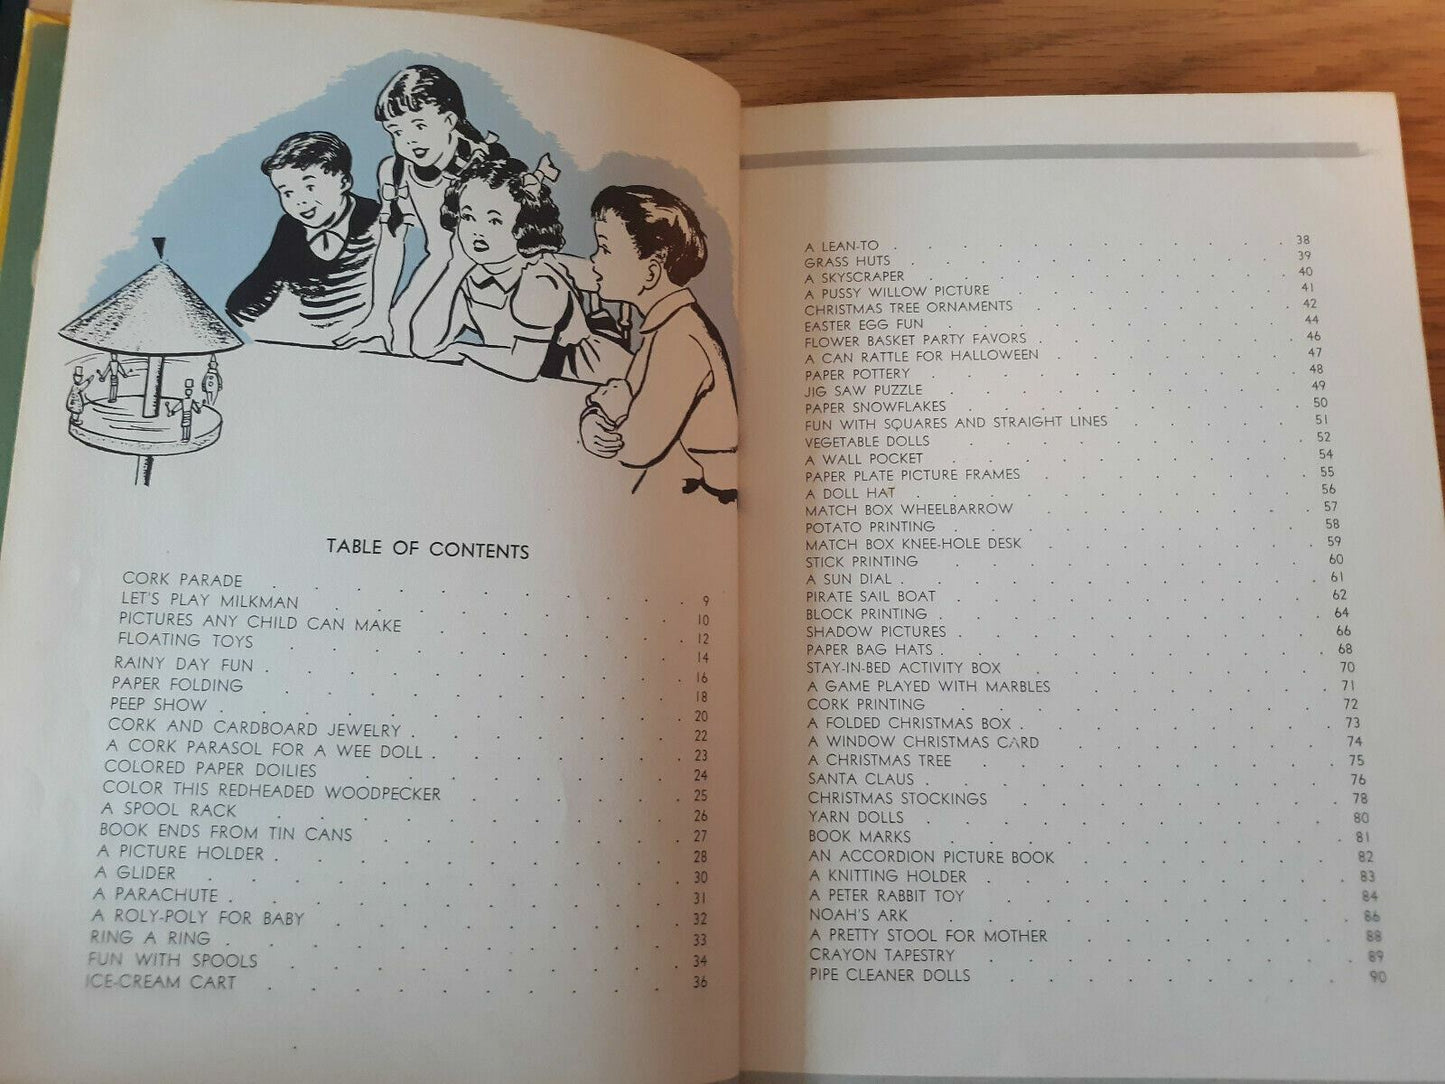 TABLE OF CONTENTS
CORK PARADE . . . . . . . . . . . . 9
LET'S PLAY MILKMAN . . . . . . . . . . 10
PICTURES ANY CHILD CAN MAKE . . . . . . . 12
FLOATING TOYS . . . . . . . . . . . 14
RAINY DAY FUN . . . . . . . . . . . . 16
PAPER FOLDING . . . . . . . . . . . 18
PEEP SHOW . . . . . . . . . . . . . 20
CORK AND CARDBOARD JEWELRY . . . . . . . 22
A CORK PARASOL FOR A WEE DOLL . . . . . . . 23
COLORED PAPER DOILIES . . . . . . . . . 24
COLOR THIS REDHEADED WOODPECKER . . . . . . 25
A SPOOL RACK . . . . . . . . . . . 26
BOOK ENDS FROM TIN CANS . . . . . . . . 27
A PICTURE HOLDER . . . . . . . . . . . 28
A GLIDER . . . . . . . . . . . . . 30
A PARACHUTE . . . . . . . . . . . . 31
A ROLY-POLY FOR BABY . . . . . . . . . 32
RING A RING . . . . . . . . . . . . 33
FUN WITH SPOOLS . . . . . . . . . . 34
ICE-CREAM CART . . . . . . . . . . . 36
A LEAN-TO . . . . . . . . . . . . 38
GRASS HUTS . . . . . . . . . . . . 39
A SKYSCRAPER . . . . . . . . . . . 40
A PUSSY WILLOW PICTURE . . . . . . . . 41
CHRISTMAS TREE ORNAMENTS . . . . . . . . 42
EASTER EGG FUN . . . . . . . . . . . 44
FLOWER BASKET PARTY FAVORS . . . . . . . . 46
A CAN RATTLE FOR HALLOWEEN . . . . . . . 47
PAPER POTTERY . . . . . . . . . . . 48
JIG SAW PUZZLE . . . . . . . . . . . 49
PAPER SNOWFLAKES . . . . . . . . . . 50
FUN WITH SQUARES AND STRAIGHT LINES . . . . . . 51
VEGETABLE DOLLS . . . . . . . . . . . 52
A WALL POCKET . . . . . . . . . . . 54
PAPER PLATE PICTURE FRAMES . . . . . . . . 55
A DOLL HAT . . . . . . . . . . . . 56
MATCH BOX WHEELBARROW . . . . . . . . . 57
POTATO PRINTING . . . . . . . . . . . 58
MATCH BOX KNEE-HOLE DESK . . . . . . . . 59
STICK PRINTING . . . . . . . . . . . 60
A SUN DIAL . . . . . . . . . . . . 61
PIRATE SAIL BOAT . . . . . . . . . . . 62
BLOCK PRINTING . . . . . . . . . . . 64
SHADOW PICTURES . . . . . . . . . . . 66
PAPER BAG HATS . . . . . . . . . . . . 68
STAY-IN-BED ACTIVITY BOX . . . . . . . . . 70
A GAME PLAYED WITH MARBLES . . . . . . . . 71
CORK PRINTING . . . . . . . . . . . 72
A FOLDED CHRISTMAS BOX . . . . . . . . . 73
A WINDOW CHRISTMAS CARD . . . . . . . . 74
A CHRISTMAS TREE . . . . . . . . . . 75
SANTA CLAUS . . . . . . . . . . . . 76
CHRISTMAS STOCKINGS . . . . . . . . . 78
YARN DOLLS . . . . . . . . . . . . 80
BOOK MARKS . . . . . . . . . . . . 81
AN ACCORDION PICTURE BOOK . . . . . . . . 82
A KNITTING HOLDER . . . . . . . . . . 83
A PETER RABBIT TOY . . . . . . . . . . 84
NOAH'S ARK . . . . . . . . . . . . 86
A PRETTY STOOL FOR MOTHER . . . . . . . . 88
CRAYON TAPESTRY . . . . . . . . . . . 89
PIPE CLEANER DOLLS . . . . . . . . . . 90